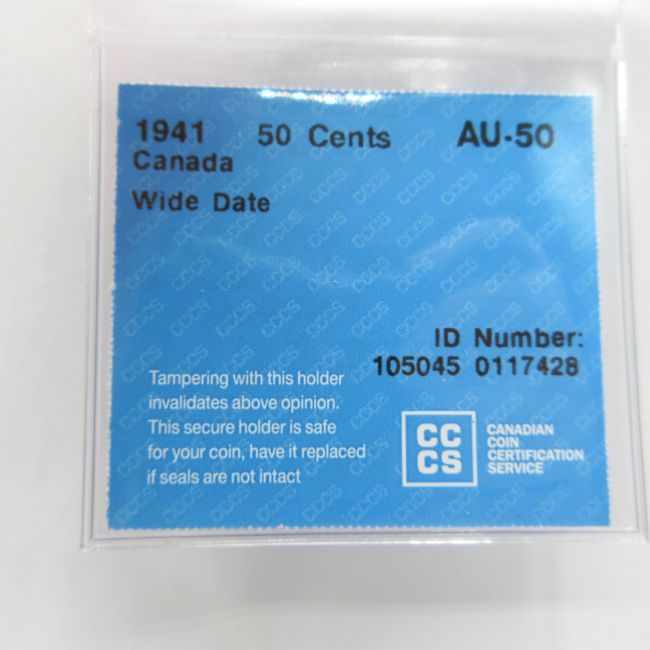 1941 50 Cents AU-50
Canada
Wide Date
ID Number:
105045 0117428
Tampering with this holder
invalidates above opinion.
This secure holder is safe
for your coin, have it replaced
if seals are not intact
CC
CS
CANADIAN
COIN
CERTIFICATION
SERVICE